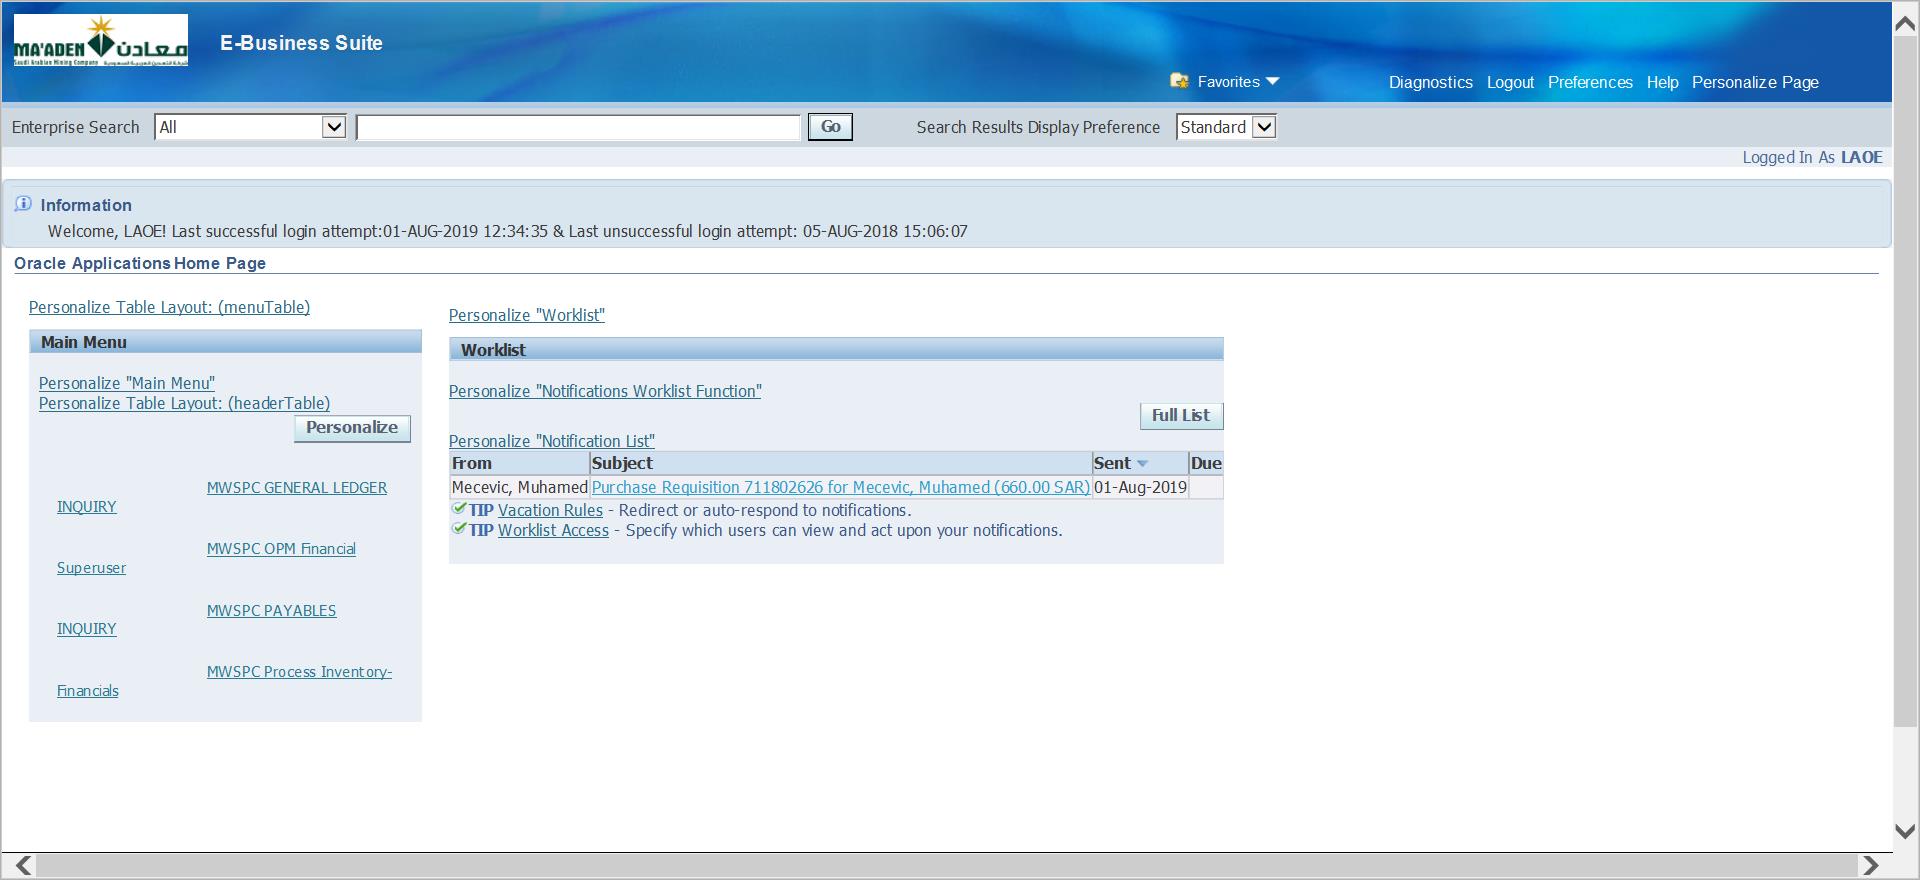 MA'ADEN معادن
Saudi Arabian Mining Company
E-Business Suite
Favorites
Diagnostics Logout Preferences Help Personalize Page
Enterprise Search All Go Search Results Display Preference Standard
Logged In As LAOE
Information
Welcome, LAOE! Last successful login attempt:01-AUG-2019 12:34:35 & Last unsuccessful login attempt: 05-AUG-2018 15:06:07
Oracle Applications Home Page
Personalize Table Layout: (menuTable)
Main Menu
Personalize "Main Menu"
Personalize Table Layout: (headerTable)
Personalize
MWSPC GENERAL LEDGER
INQUIRY
MWSPC OPM Financial
Superuser
MWSPC PAYABLES
INQUIRY
MWSPC Process Inventory-
Financials
Personalize "Worklist"
Worklist
Personalize "Notifications Worklist Function"
Full List
Personalize "Notification List"
From Subject Sent Due
Mecevic, Muhamed Purchase Requisition 711802626 for Mecevic, Muhamed (660.00 SAR) 01-Aug-2019
TIP Vacation Rules - Redirect or auto-respond to notifications.
TIP Worklist Access - Specify which users can view and act upon your notifications.